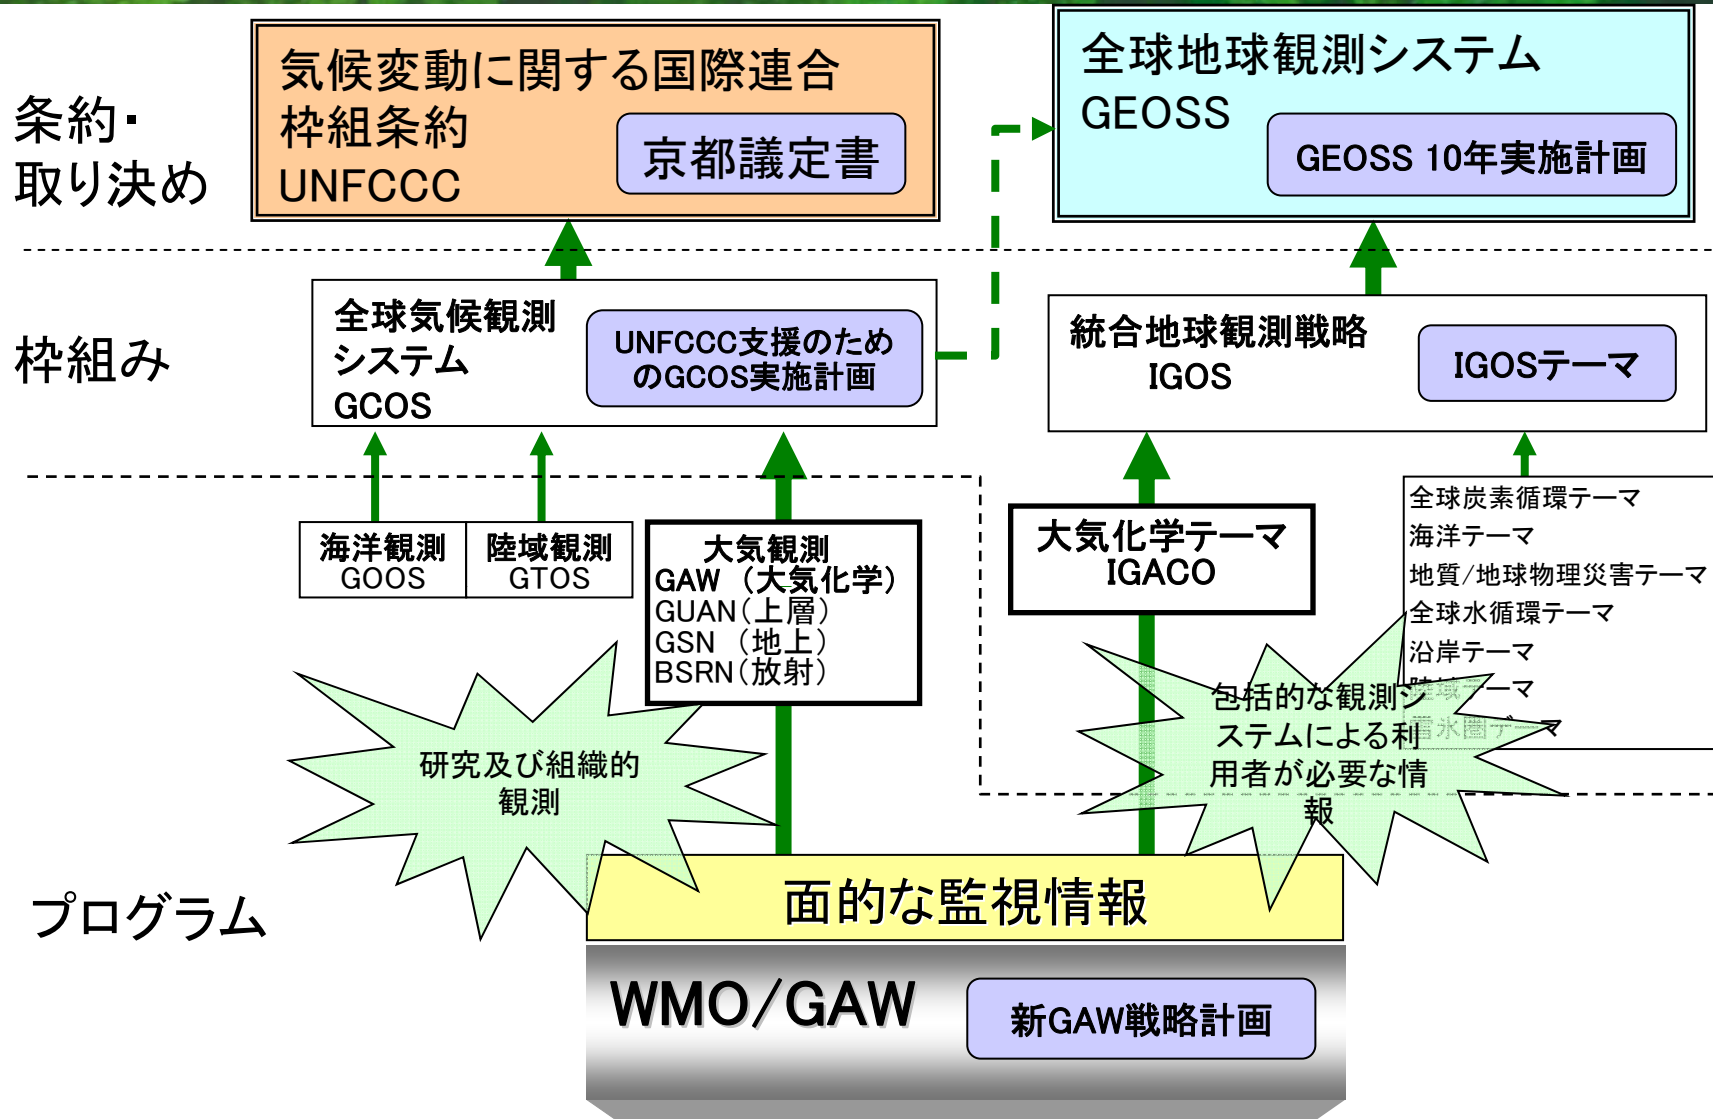 条約・
取り決め
気候変動に関する国際連合
枠組条約
UNFCCC
京都議定書
全球地球観測システム
GEOSS
GEOSS 10年実施計画
枠組み
全球気候観測
システム
GCOS
UNFCCC支援のため
のGCOS実施計画
統合地球観測戦略
IGOS
IGOSテーマ
海洋観測
GOOS
陸域観測
GTOS
大気観測
GAW （大気化学）
GUAN（上層）
GSN （地上）
BSRN（放射）
大気化学テーマ
IGACO
全球炭素循環テーマ
海洋テーマ
地質/地球物理災害テーマ
全球水循環テーマ
沿岸テーマ
陸域テーマ
雪氷圏テーマ
研究及び組織的
観測
包括的な観測シ
ステムによる利
用者が必要な情
報
プログラム
面的な監視情報
WMO/GAW
新GAW戦略計画